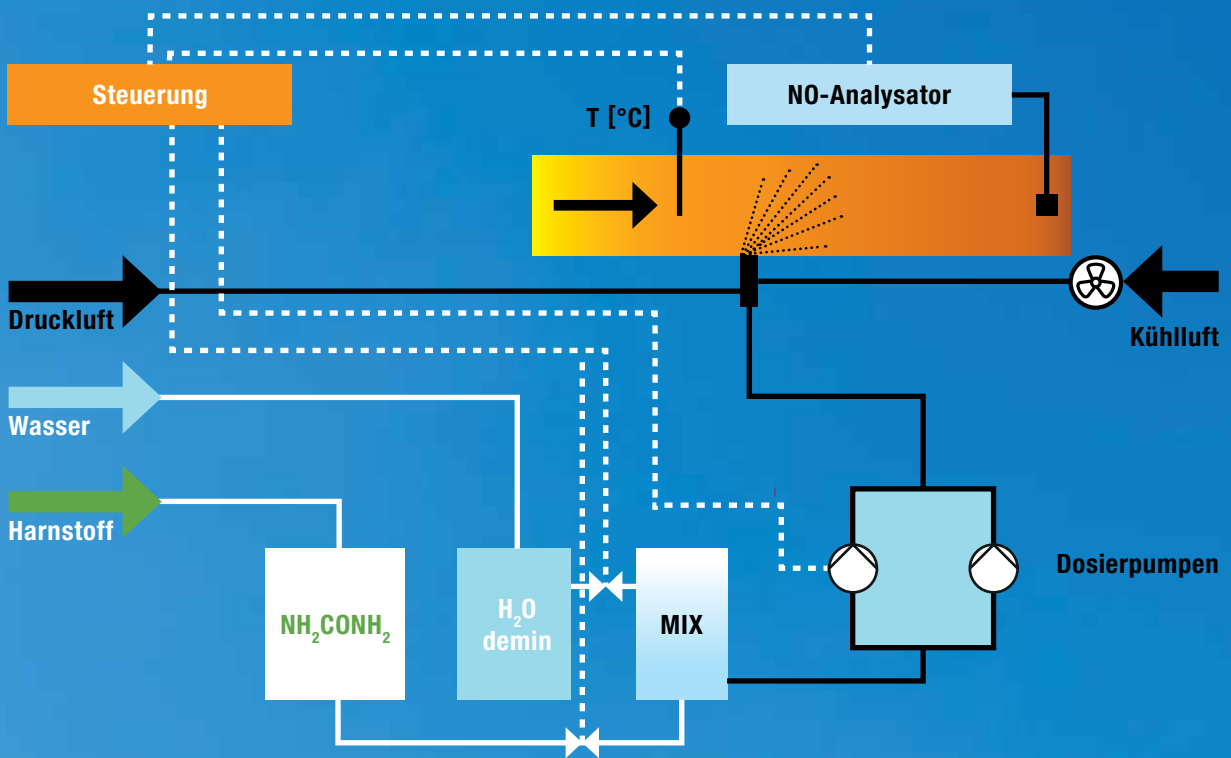 Steuerung
NO-Analysator
T [°C]
Druckluft
Kühlluft
Wasser
Harnstoff
NH₂CONH₂
H₂O
demin
MIX
Dosierpumpen